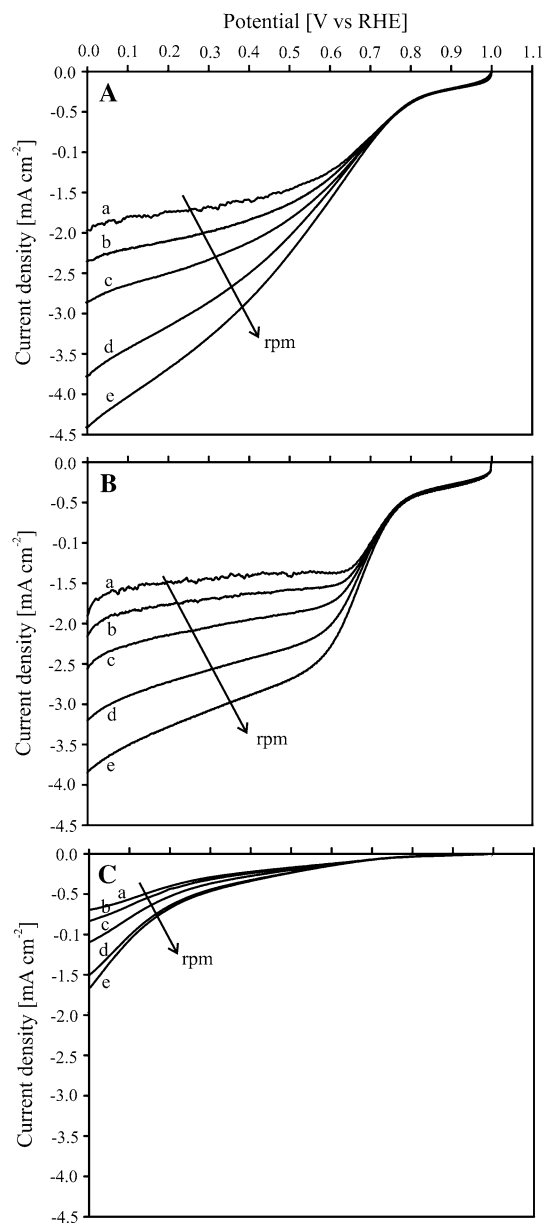 Potential [V vs RHE]
0.0 0.1 0.2 0.3 0.4 0.5 0.6 0.7 0.8 0.9 1.0 1.1
A
Current density [mA cm-2]
0.0
-0.5
-0.1
-1.5
-2.0
-2.5
-3.0
-3.5
-4.0
-4.5
a
b
c
d
e
rpm
B
Current density [mA cm-2]
0.0
-0.5
-0.1
-1.5
-2.0
-2.5
-3.0
-3.5
-4.0
-4.5
a
b
c
d
e
rpm
C
Current density [mA cm-2]
0.0
-0.5
-0.1
-1.5
-2.0
-2.5
-3.0
-3.5
-4.0
-4.5
a
b
c
d
e
rpm